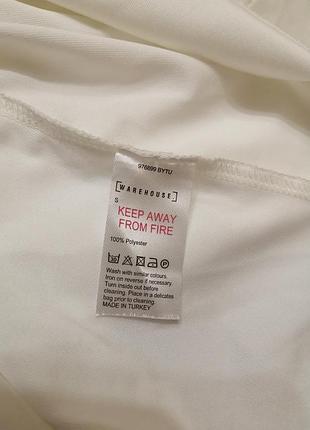 976899 BYTU
[WAREHOUSE]
S
KEEP AWAY
FROM FIRE
100% Polyester
Wash with similar colours.
Iron on reverse if necessary.
Turn inside out before
cleaning. Place in a delicates
bag prior to cleaning.
MADE IN TURKEY